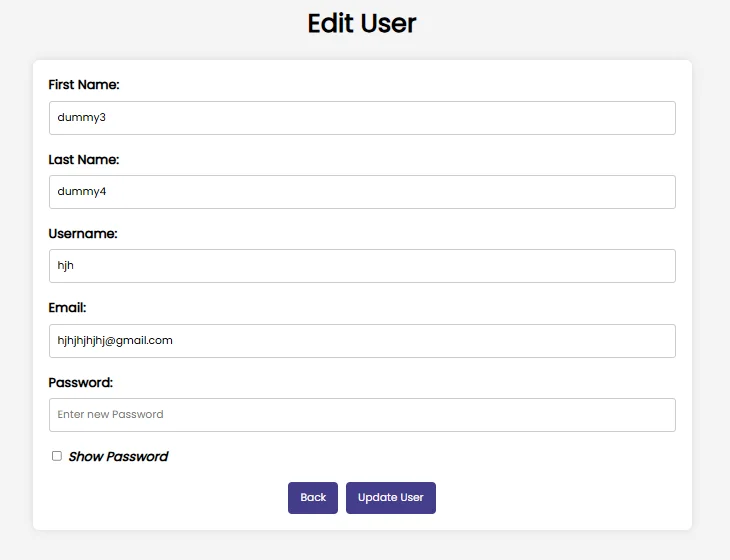 Edit User
First Name:
dummy3
Last Name:
dummy4
Username:
hjh
Email:
hjhjhjhjhj@gmail.com
Password:
Enter new Password
Show Password
Back Update User